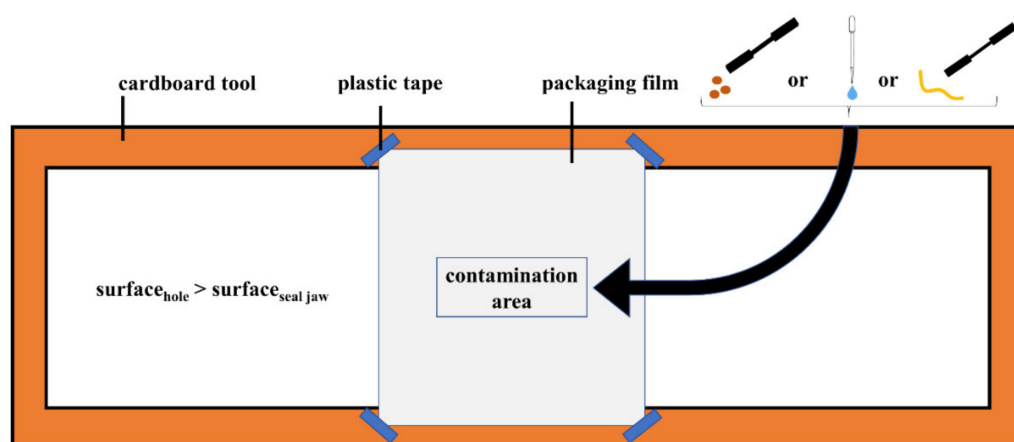 cardboard tool
plastic tape
packaging film
or
or
contamination
area
surface_hole > surface_seal jaw